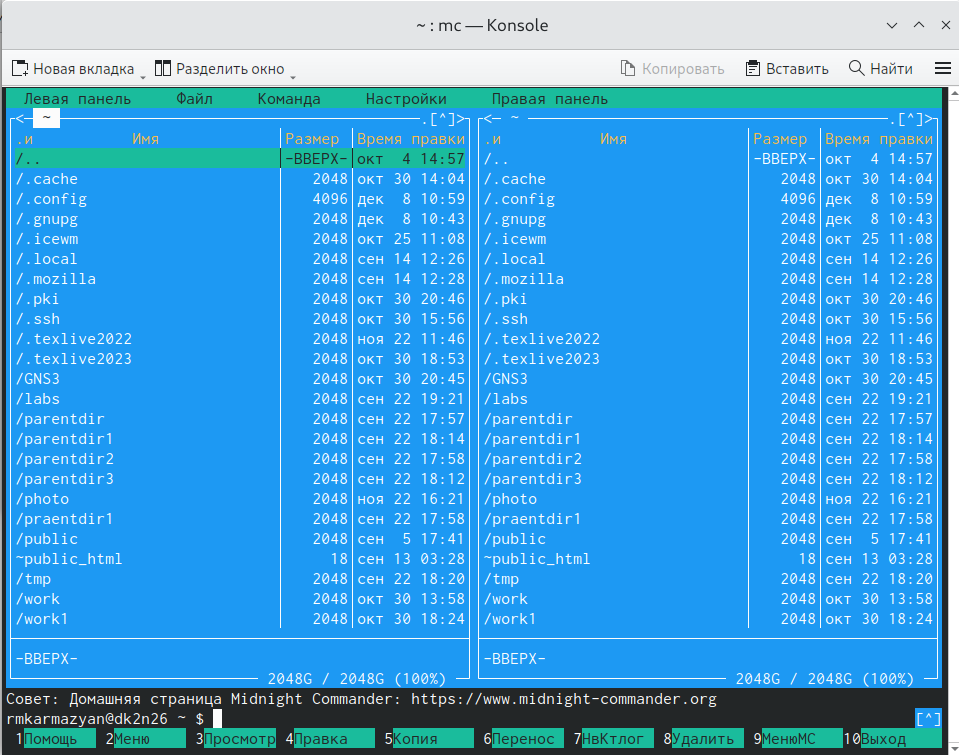 ~ : mc — Konsole
Новая вкладка Разделить окно Копировать Вставить Найти
Левая панель Файл Команда Настройки Правая панель
<─ ~ .[^]> <─ ~ .[^]>
.и Имя Размер Время правки .и Имя Размер Время правки
/.. -ВВЕРХ- окт 4 14:57 /.. -ВВЕРХ- окт 4 14:57
/.cache 2048 окт 30 14:04 /.cache 2048 окт 30 14:04
/.config 4096 дек 8 10:59 /.config 4096 дек 8 10:59
/.gnupg 2048 дек 8 10:43 /.gnupg 2048 дек 8 10:43
/.icewm 2048 окт 25 11:08 /.icewm 2048 окт 25 11:08
/.local 2048 сен 14 12:26 /.local 2048 сен 14 12:26
/.mozilla 2048 сен 14 12:28 /.mozilla 2048 сен 14 12:28
/.pki 2048 окт 30 20:46 /.pki 2048 окт 30 20:46
/.ssh 2048 окт 30 15:56 /.ssh 2048 окт 30 15:56
/.texlive2022 2048 ноя 22 11:46 /.texlive2022 2048 ноя 22 11:46
/.texlive2023 2048 окт 30 18:53 /.texlive2023 2048 окт 30 18:53
/GNS3 2048 окт 30 20:45 /GNS3 2048 окт 30 20:45
/labs 2048 сен 22 19:21 /labs 2048 сен 22 19:21
/parentdir 2048 сен 22 17:57 /parentdir 2048 сен 22 17:57
/parentdir1 2048 сен 22 18:14 /parentdir1 2048 сен 22 18:14
/parentdir2 2048 сен 22 17:58 /parentdir2 2048 сен 22 17:58
/parentdir3 2048 сен 22 18:12 /parentdir3 2048 сен 22 18:12
/photo 2048 ноя 22 16:21 /photo 2048 ноя 22 16:21
/praentdir1 2048 сен 22 17:58 /praentdir1 2048 сен 22 17:58
/public 2048 сен 5 17:41 /public 2048 сен 5 17:41
~public_html 18 сен 13 03:28 ~public_html 18 сен 13 03:28
/tmp 2048 сен 22 18:20 /tmp 2048 сен 22 18:20
/work 2048 окт 30 13:58 /work 2048 окт 30 13:58
/work1 2048 окт 30 18:24 /work1 2048 окт 30 18:24
-ВВЕРХ- -ВВЕРХ-
2048G / 2048G (100%) 2048G / 2048G (100%)
Совет: Домашняя страница Midnight Commander: https://www.midnight-commander.org
rmkarmazyan@dk2n26 ~ $ [^]
1Помощь 2Меню 3Просмотр 4Правка 5Копия 6Перенос 7НвКтлог 8Удалить 9МенюMC 10Выход